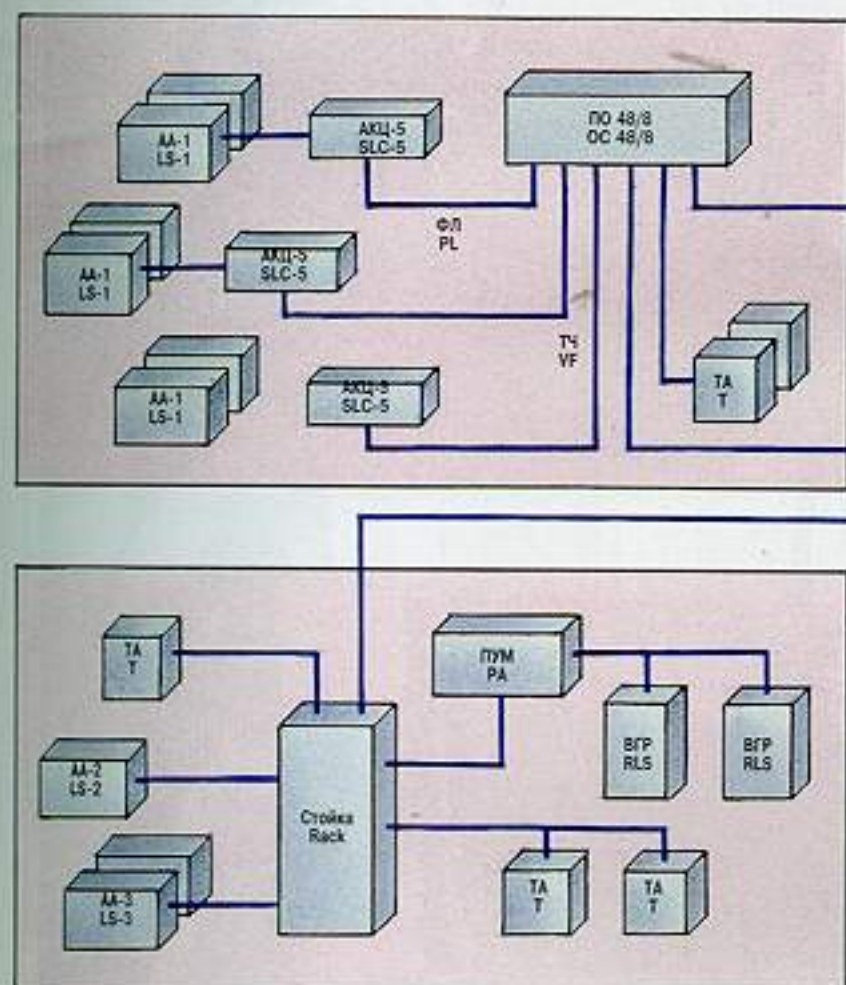 АА-1
LS-1
АКЦ-5
SLC-5
ПО 48/8
ОС 48/8
ФЛ
PL
АА-1
LS-1
АКЦ-5
SLC-5
ТЧ
VF
АА-1
LS-1
АКЦ-5
SLC-5
ТА
Т
ТА
Т
ПУМ
РА
ВГР
RLS
ВГР
RLS
АА-2
LS-2
Стойка
Rack
АА-3
LS-3
ТА
Т
ТА
Т